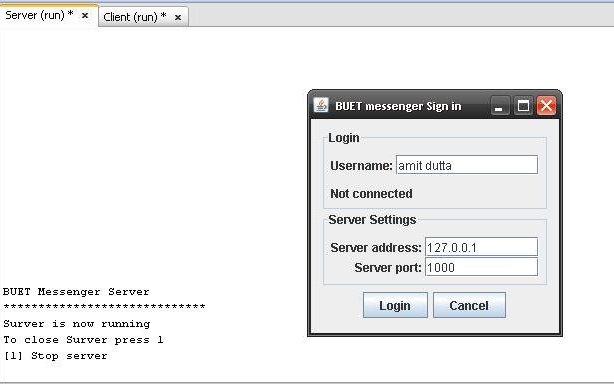 Server (run) * x Client (run) * x
BUET messenger Sign in
Login
Username: amit dutta
Not connected
Server Settings
Server address: 127.0.0.1
Server port: 1000
Login Cancel
BUET Messenger Server
*****************************
Surver is now running
To close Surver press 1
[1] Stop server